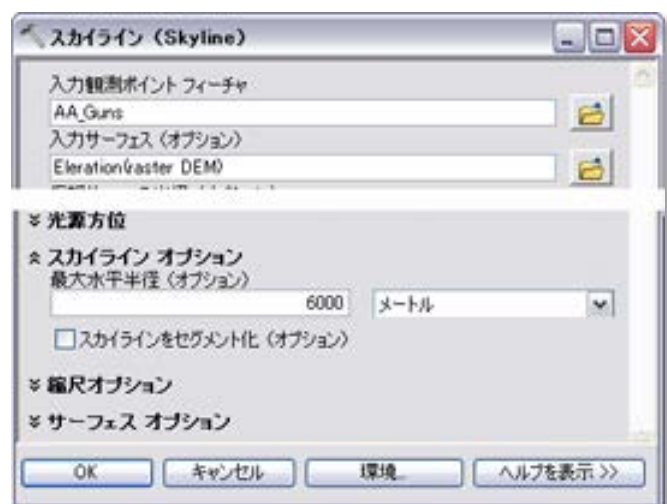 スカイライン (Skyline)
入力観測ポイント フィーチャ
AA_Guns
入力サーフェス (オプション)
Eleration(raster DEM)
光源方位
スカイライン オプション
最大水平半径 (オプション)
6000 メートル
スカイラインをセグメント化 (オプション)
縮尺オプション
サーフェス オプション
OK キャンセル 環境... ヘルプを表示 >>